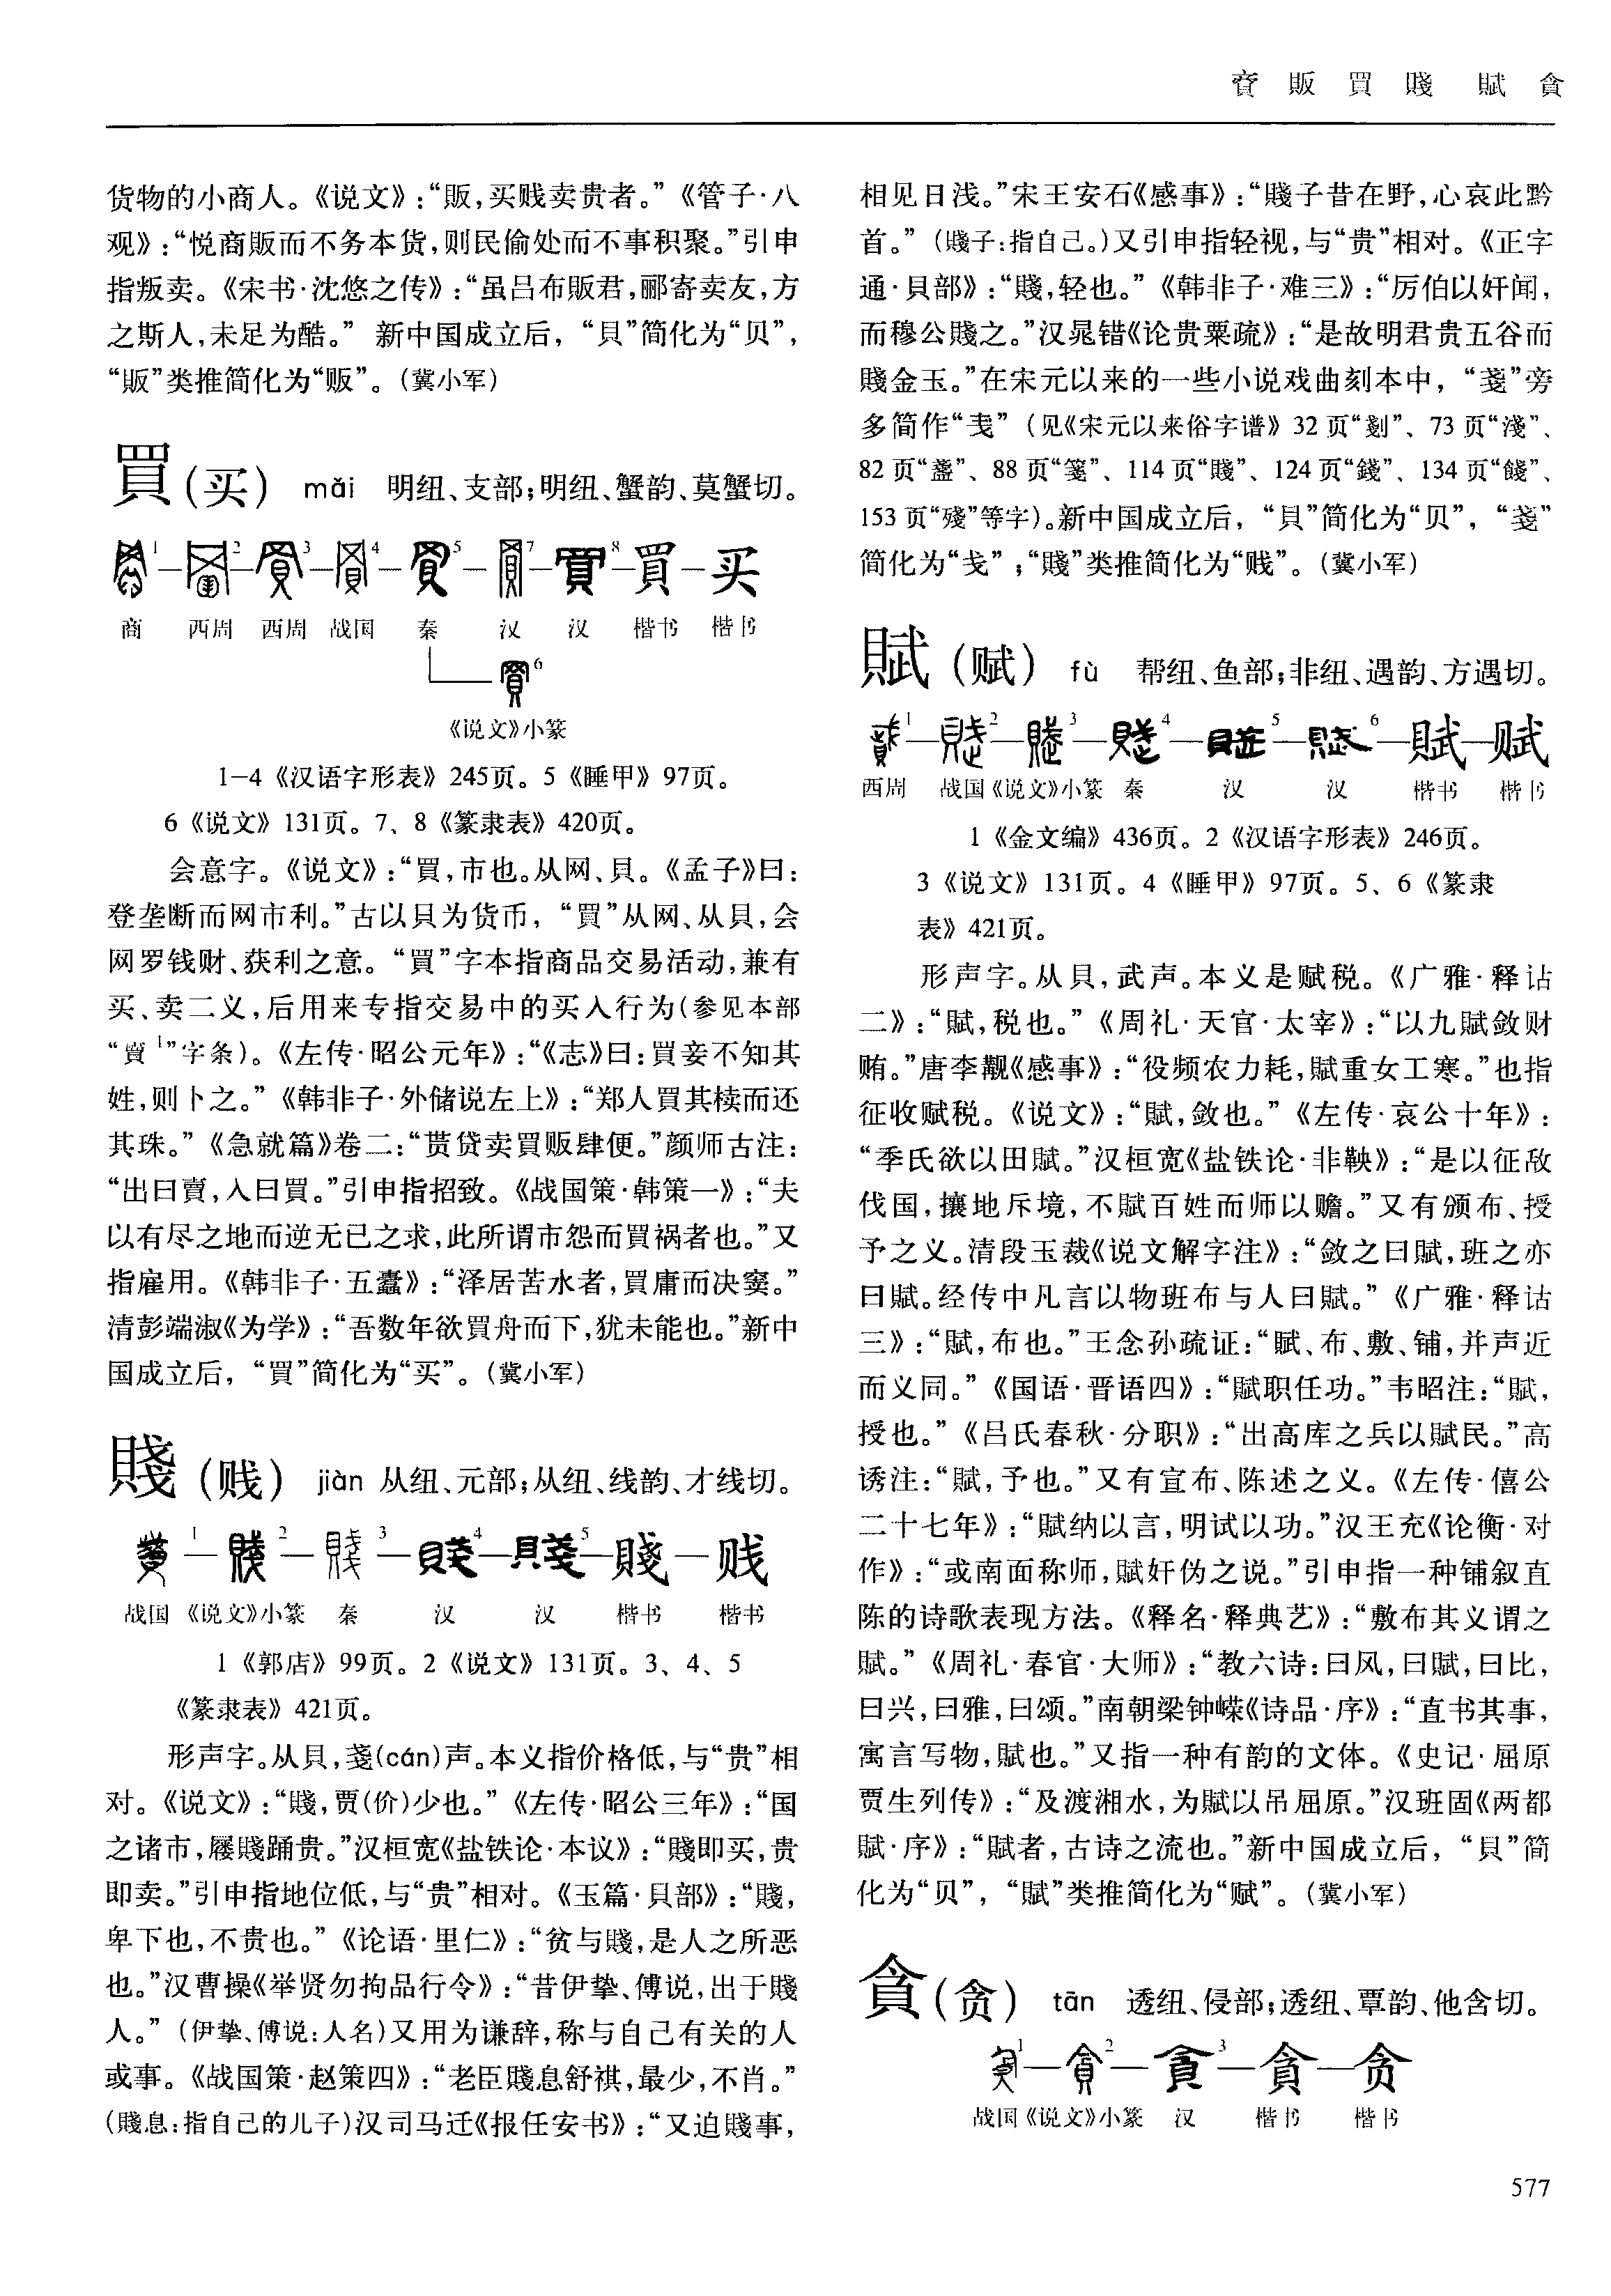 賫 販 買 賤 賦 貪
货物的小商人。《说文》:“販,买贱卖贵者。”《管子·八
观》:“悦商販而不务本货,则民偷处而不事积聚。”引申
指叛卖。《宋书·沈悠之传》:“虽吕布販君,郦寄卖友,方
之斯人,未足为酷。” 新中国成立后,“貝”简化为“贝”,
“販”类推简化为“贩”。(冀小军)
買(买) mǎi 明纽、支部;明纽、蟹韵、莫蟹切。
1 2 3 4 5 7 8 買 买
商 西周 西周 战国 秦 汉 汉 楷书 楷书
6
《说文》小篆
1-4《汉语字形表》245页。5《睡甲》97页。
6《说文》131页。7、8《篆隶表》420页。
会意字。《说文》:“買,市也。从网、貝。《孟子》曰:
登垄断而网市利。”古以貝为货币,“買”从网、从貝,会
网罗钱财、获利之意。“買”字本指商品交易活动,兼有
买、卖二义,后用来专指交易中的买入行为(参见本部
“賣¹”字条)。《左传·昭公元年》:“《志》曰:買妾不知其
姓,则卜之。”《韩非子·外储说左上》:“郑人買其椟而还
其珠。”《急就篇》卷二:“贳贷卖買贩肆便。”颜师古注:
“出曰賣,入曰買。”引申指招致。《战国策·韩策一》:“夫
以有尽之地而逆无已之求,此所谓市怨而買祸者也。”又
指雇用。《韩非子·五蠹》:“泽居苦水者,買庸而决窦。”
清彭端淑《为学》:“吾数年欲買舟而下,犹未能也。”新中
国成立后,“買”简化为“买”。(冀小军)
賤(贱) jiàn 从纽、元部;从纽、线韵、才线切。
1 2 3 4 5 賤 贱
战国 《说文》小篆 秦 汉 汉 楷书 楷书
1《郭店》99页。2《说文》131页。3、4、5
《篆隶表》421页。
形声字。从貝,戔(cán)声。本义指价格低,与“贵”相
对。《说文》:“賤,贾(价)少也。”《左传·昭公三年》:“国
之诸市,屦賤踊贵。”汉桓宽《盐铁论·本议》:“賤即买,贵
即卖。”引申指地位低,与“贵”相对。《玉篇·貝部》:“賤,
卑下也,不贵也。”《论语·里仁》:“贫与賤,是人之所恶
也。”汉曹操《举贤勿拘品行令》:“昔伊挚、傅说,出于賤
人。”(伊挚、傅说:人名)又用为谦辞,称与自己有关的人
或事。《战国策·赵策四》:“老臣賤息舒祺,最少,不肖。”
(賤息:指自己的儿子)汉司马迁《报任安书》:“又迫賤事,
相见日浅。”宋王安石《感事》:“賤子昔在野,心哀此黔
首。”(賤子:指自己。)又引申指轻视,与“贵”相对。《正字
通·貝部》:“賤,轻也。”《韩非子·难三》:“厉伯以奸闻,
而穆公賤之。”汉晁错《论贵粟疏》:“是故明君贵五谷而
賤金玉。”在宋元以来的一些小说戏曲刻本中,“戔”旁
多简作“戋”(见《宋元以来俗字谱》32页“剗”、73页“淺”、
82页“盞”、88页“箋”、114页“賤”、124页“錢”、134页“餞”、
153页“殘”等字)。新中国成立后,“貝”简化为“贝”,“戔”
简化为“戋”;“賤”类推简化为“贱”。(冀小军)
賦(赋) fù 帮纽、鱼部;非纽、遇韵、方遇切。
1 2 3 4 5 6 賦 赋
西周 战国 《说文》小篆 秦 汉 汉 楷书 楷书
1《金文编》436页。2《汉语字形表》246页。
3《说文》131页。4《睡甲》97页。5、6《篆隶
表》421页。
形声字。从貝,武声。本义是赋税。《广雅·释诂
二》:“賦,税也。”《周礼·天官·太宰》:“以九賦敛财
贿。”唐李觏《感事》:“役频农力耗,賦重女工寒。”也指
征收赋税。《说文》:“賦,敛也。”《左传·哀公十年》:
“季氏欲以田賦。”汉桓宽《盐铁论·非鞅》:“是以征敌
伐国,攘地斥境,不賦百姓而师以赡。”又有颁布、授
予之义。清段玉裁《说文解字注》:“敛之曰賦,班之亦
曰賦。经传中凡言以物班布与人曰賦。”《广雅·释诂
三》:“賦,布也。”王念孙疏证:“賦、布、敷、铺,并声近
而义同。”《国语·晋语四》:“賦职任功。”韦昭注:“賦,
授也。”《吕氏春秋·分职》:“出高库之兵以賦民。”高
诱注:“賦,予也。”又有宣布、陈述之义。《左传·僖公
二十七年》:“賦纳以言,明试以功。”汉王充《论衡·对
作》:“或南面称师,賦奸伪之说。”引申指一种铺叙直
陈的诗歌表现方法。《释名·释典艺》:“敷布其义谓之
賦。”《周礼·春官·大师》:“教六诗:曰风,曰賦,曰比,
曰兴,曰雅,曰颂。”南朝梁钟嵘《诗品·序》:“直书其事,
寓言写物,賦也。”又指一种有韵的文体。《史记·屈原
贾生列传》:“及渡湘水,为賦以吊屈原。”汉班固《两都
賦·序》:“賦者,古诗之流也。”新中国成立后,“貝”简
化为“贝”,“賦”类推简化为“赋”。(冀小军)
貪(贪) tān 透纽、侵部;透纽、覃韵、他含切。
1 2 3 貪 贪
战国 《说文》小篆 汉 楷书 楷书
577